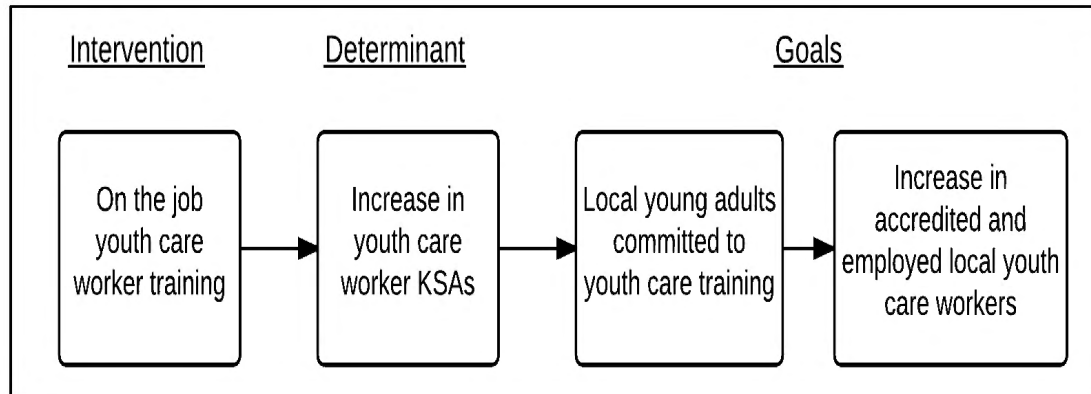 Intervention
Determinant
Goals
On the job
youth care
worker training
Increase in
youth care
worker KSAs
Local young adults
committed to
youth care training
Increase in
accredited and
employed local youth
care workers